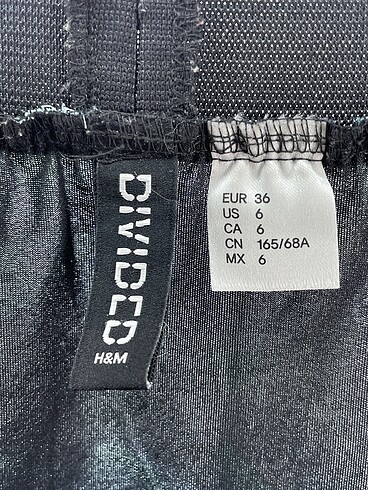 DIVIDED
H&M
EUR 36
US 6
CA 6
CN 165/68A
MX 6